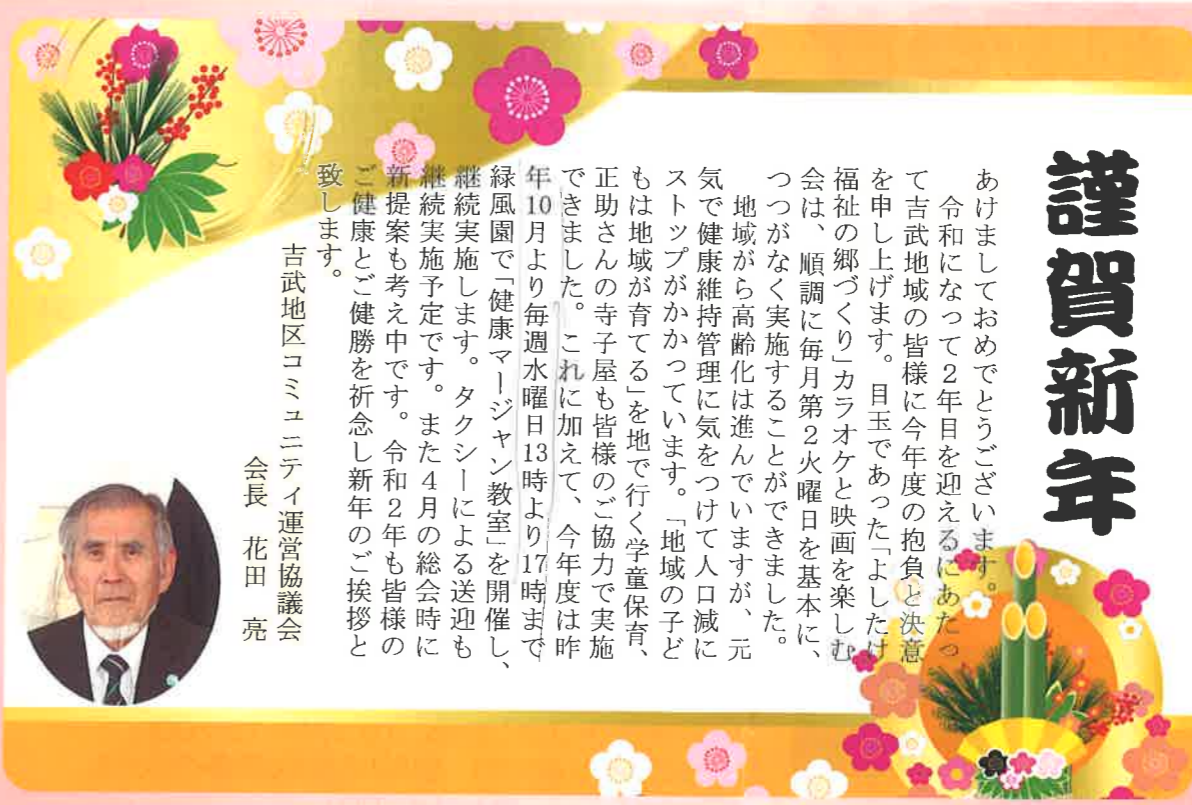 謹賀新年
あけましておめでとうございます。
令和になって2年目を迎えるにあたっ
て吉武地域の皆様に今年度の抱負と決意
を申し上げます。目玉であった「よしたけ
福祉の郷づくり」カラオケと映画を楽しむ
会は、順調に毎月第2火曜日を基本に、
つつがなく実施することができました。
地域がら高齢化は進んでいますが、元
気で健康維持管理に気をつけて人口減に
ストップがかかっています。「地域の子ど
もは地域が育てる」を地で行く学童保育、
正助さんの寺子屋も皆様のご協力で実施
できました。これに加えて、今年度は昨
年10月より毎週水曜日13時より17時まで
緑風園で「健康マージャン教室」を開催し、
継続実施します。タクシーによる送迎も
継続実施予定です。また4月の総会時に
新提案も考え中です。令和2年も皆様の
ご健康とご健勝を祈念し新年のご挨拶と
致します。
吉武地区コミュニティ運営協議会
会長 花田 亮